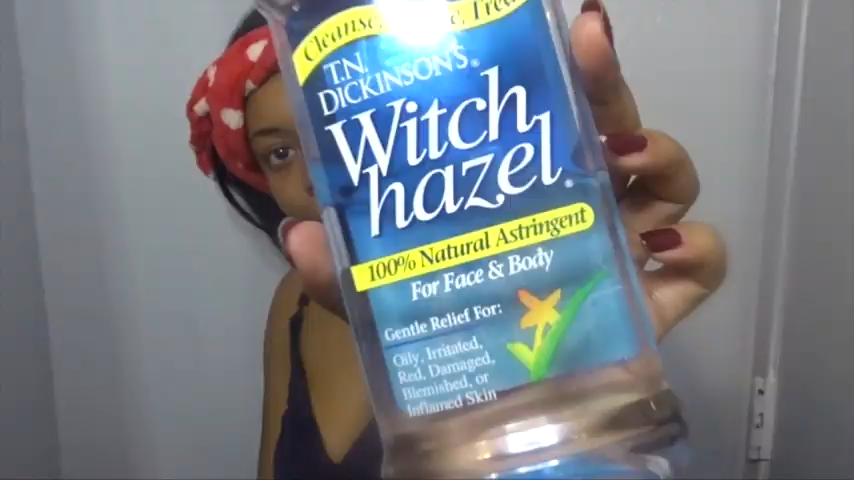 Cleanse,
T.N.
DICKINSON'S®
Witch
hazel®
100% Natural Astringent
For Face & Body
Gentle Relief For:
Oily, Irritated,
Red, Damaged,
Blemished, or
Inflamed Skin